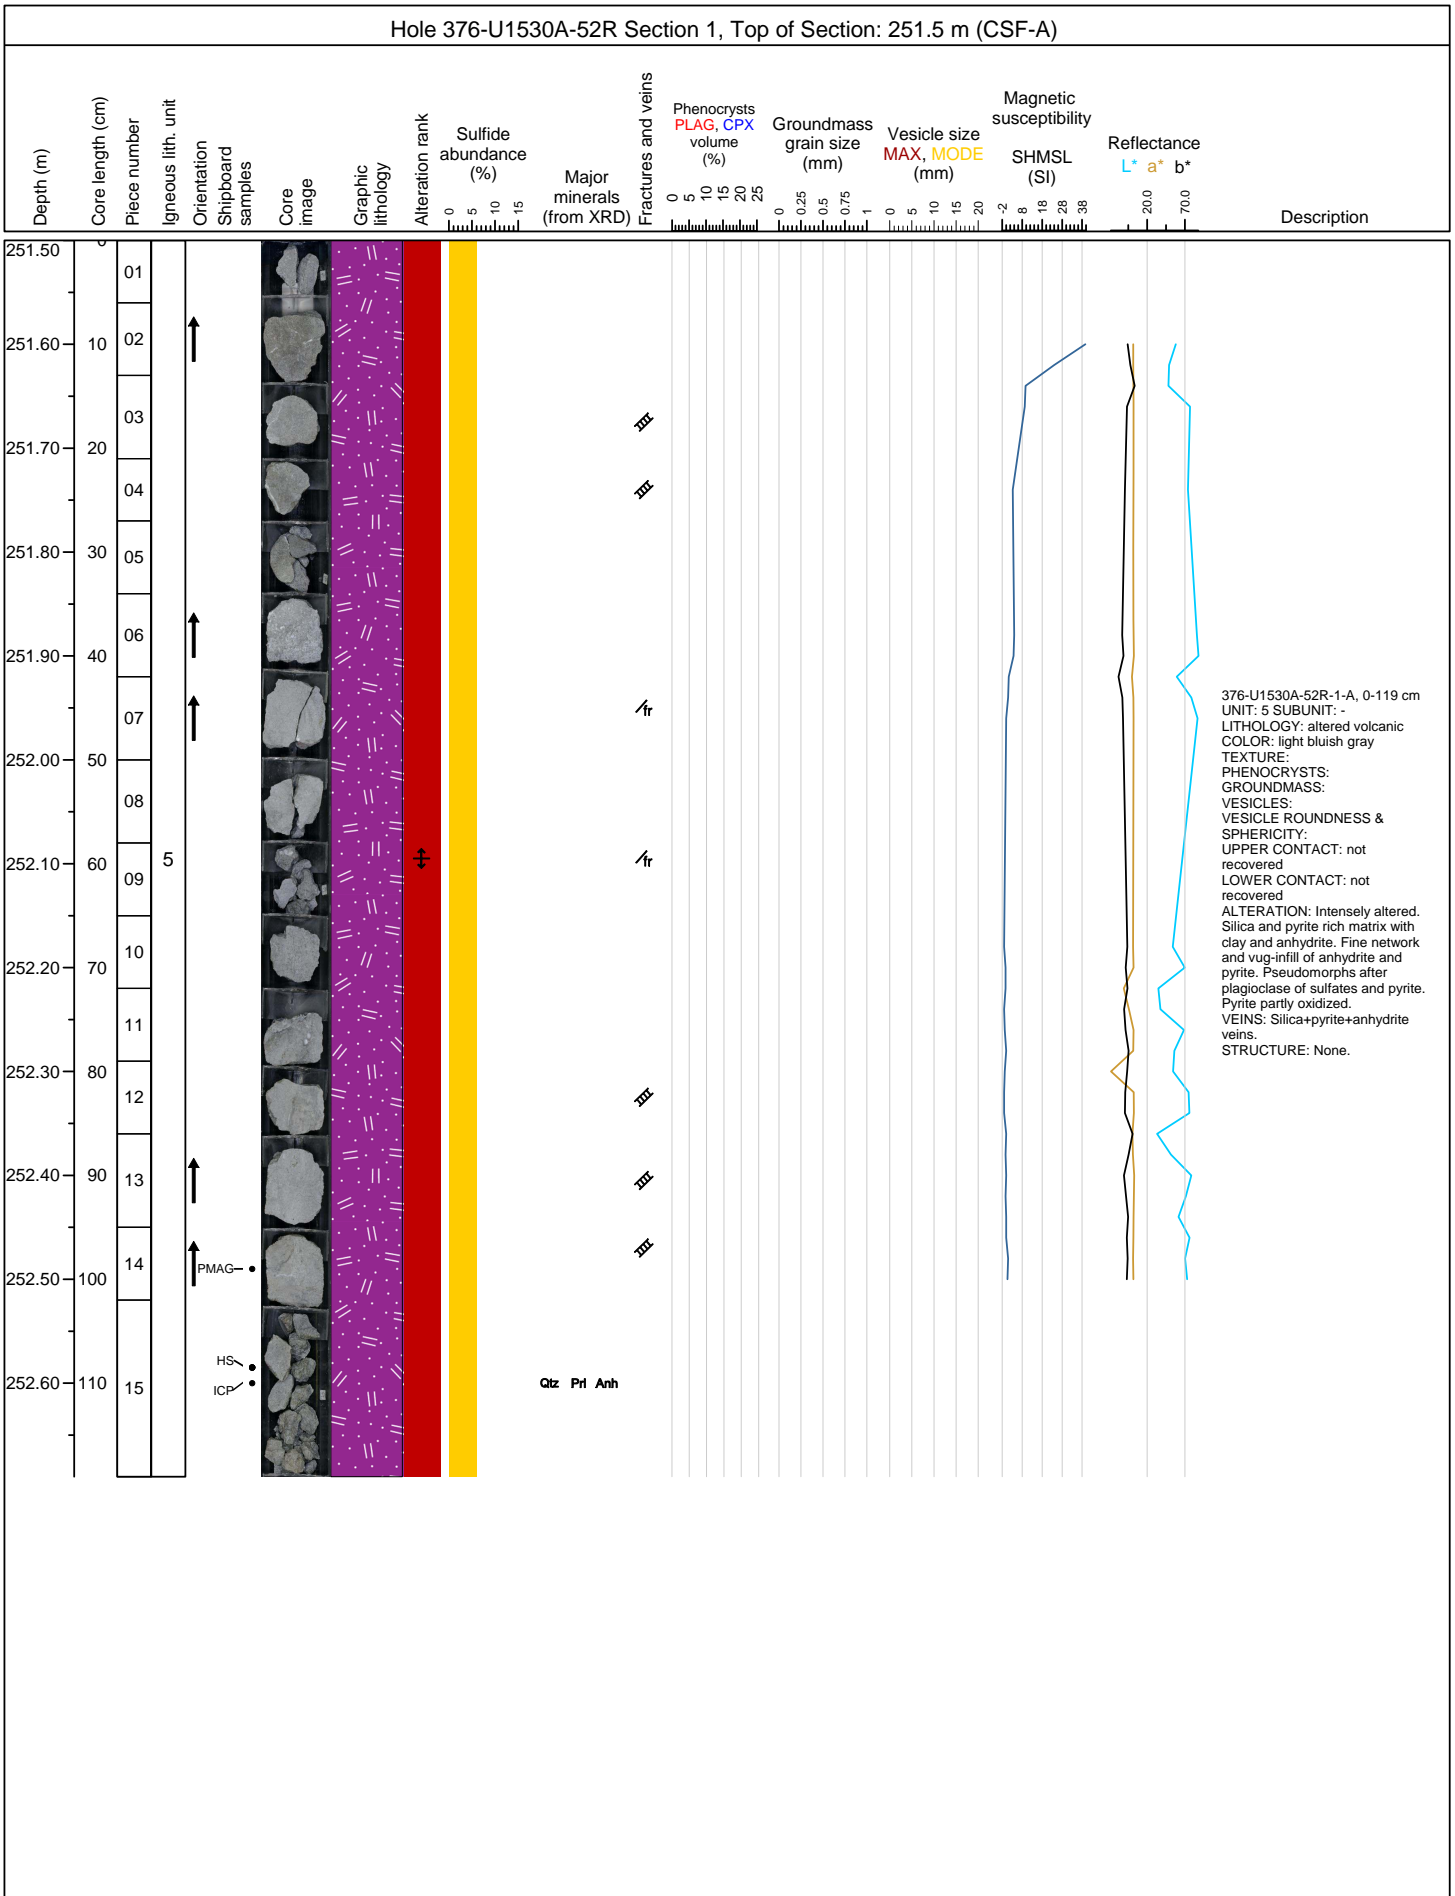 Hole 376-U1530A-52R Section 1, Top of Section: 251.5 m (CSF-A)
Depth (m)
Core length (cm)
Piece number
Igneous lith. unit
Orientation
Shipboard
samples
Core
image
Graphic
lithology
Alteration rank
Sulfide
abundance
(%)
0 5 10 15
Major
minerals
(from XRD)
Fractures and veins
Phenocrysts
PLAG, CPX
volume
(%)
0 5 10 15 20 25
Groundmass
grain size
(mm)
0 0.25 0.5 0.75 1
Vesicle size
MAX, MODE
(mm)
0 5 10 15 20
Magnetic
susceptibility
SHMSL
(SI)
-2 8 18 28 38
Reflectance
L* a* b*
20.0 70.0
Description
251.50 0
01
02
251.60 10
03
251.70 20
04
251.80 30
05
06
251.90 40
07
fr
252.00 50
08
252.10 60
5
fr
09
10
252.20 70
11
252.30 80
12
252.40 90
13
14
PMAG
252.50 100
HS
ICP
252.60 110
15
Qtz Prl Anh
376-U1530A-52R-1-A, 0-119 cm
UNIT: 5 SUBUNIT: -
LITHOLOGY: altered volcanic
COLOR: light bluish gray
TEXTURE:
PHENOCRYSTS:
GROUNDMASS:
VESICLES:
VESICLE ROUNDNESS &
SPHERICITY:
UPPER CONTACT: not
recovered
LOWER CONTACT: not
recovered
ALTERATION: Intensely altered.
Silica and pyrite rich matrix with
clay and anhydrite. Fine network
and vug-infill of anhydrite and
pyrite. Pseudomorphs after
plagioclase of sulfates and pyrite.
Pyrite partly oxidized.
VEINS: Silica+pyrite+anhydrite
veins.
STRUCTURE: None.